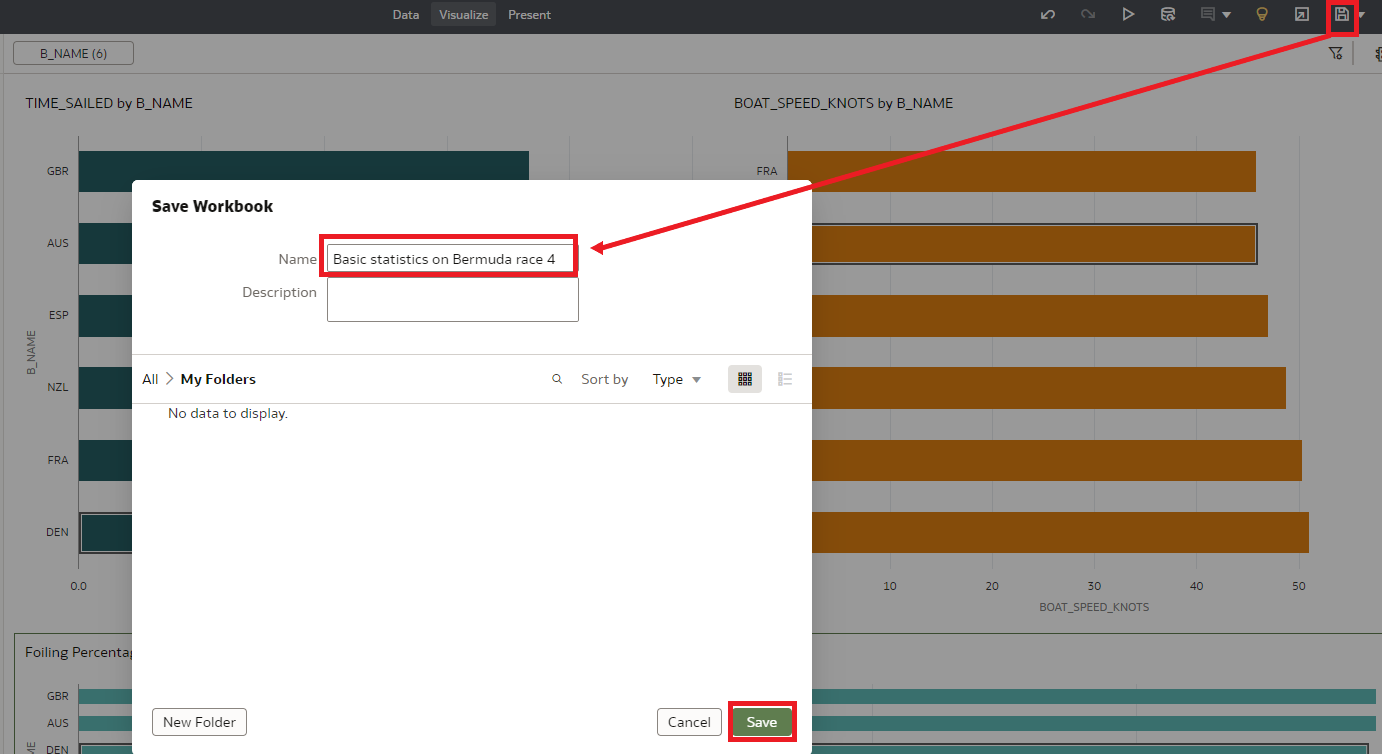 Data Visualize Present
B_NAME (6)
TIME_SAILED by B_NAME
BOAT_SPEED_KNOTS by B_NAME
GBR
AUS
ESP
NZL
FRA
DEN
B_NAME
0.0
FRA
10 20 30 40 50
BOAT_SPEED_KNOTS
Save Workbook
Name Basic statistics on Bermuda race 4
Description
All > My Folders
Sort by Type
No data to display.
New Folder Cancel Save
Foiling Percentag
GBR
AUS
DEN